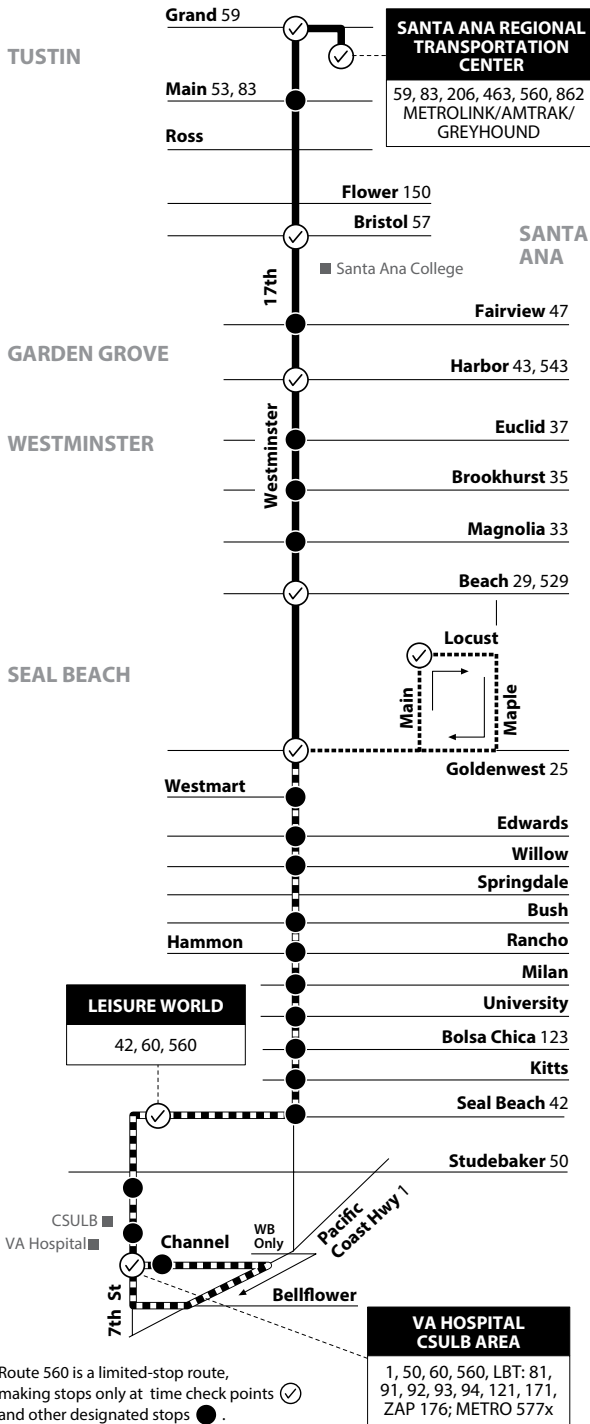 Grand 59
SANTA ANA REGIONAL
TRANSPORTATION
CENTER
59, 83, 206, 463, 560, 862
METROLINK/AMTRAK/
GREYHOUND
TUSTIN
Main 53, 83
Ross
Flower 150
Bristol 57
SANTA
ANA
Santa Ana College
17th
Fairview 47
GARDEN GROVE
Harbor 43, 543
Euclid 37
WESTMINSTER
Westminster
Brookhurst 35
Magnolia 33
Beach 29, 529
Locust
SEAL BEACH
Main
Maple
Goldenwest 25
Westmart
Edwards
Willow
Springdale
Bush
Hammon
Rancho
Milan
LEISURE WORLD
42, 60, 560
University
Bolsa Chica 123
Kitts
Seal Beach 42
Studebaker 50
CSULB
VA Hospital
Channel
WB
Only
Pacific
Coast Hwy 1
7th St
Bellflower
VA HOSPITAL
CSULB AREA
1, 50, 60, 560, LBT: 81,
91, 92, 93, 94, 121, 171,
ZAP 176; METRO 577x
Route 560 is a limited-stop route,
making stops only at time check points
and other designated stops .